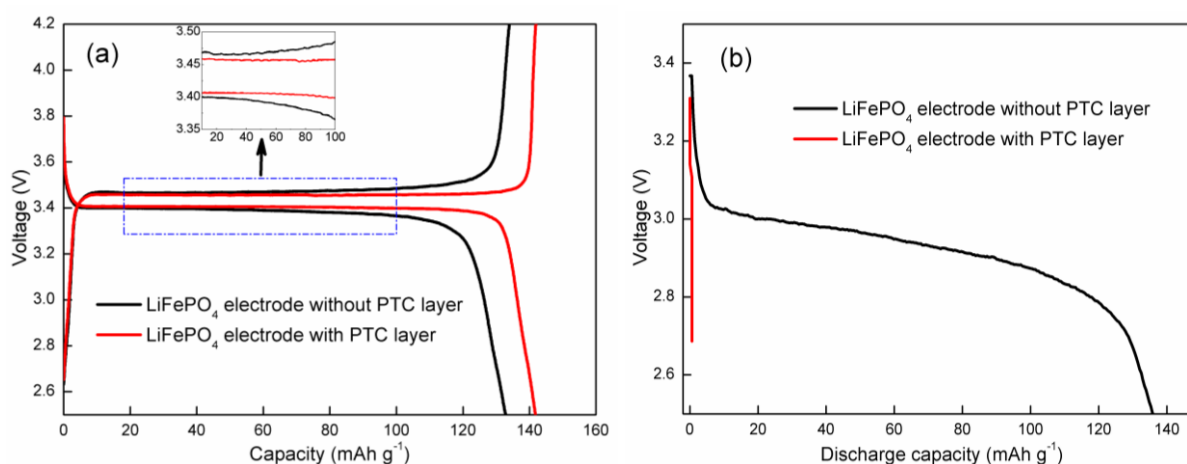 (a)
4.2
4.0
3.8
3.6
3.4
3.2
3.0
2.8
2.6
Voltage (V)
3.50
3.45
3.40
3.35
20 40 60 80 100
LiFePO₄ electrode without PTC layer
LiFePO₄ electrode with PTC layer
0 20 40 60 80 100 120 140 160
Capacity (mAh g⁻¹)
(b)
3.4
3.2
3.0
2.8
2.6
Voltage (V)
LiFePO₄ electrode without PTC layer
LiFePO₄ electrode with PTC layer
0 20 40 60 80 100 120 140
Discharge capacity (mAh g⁻¹)